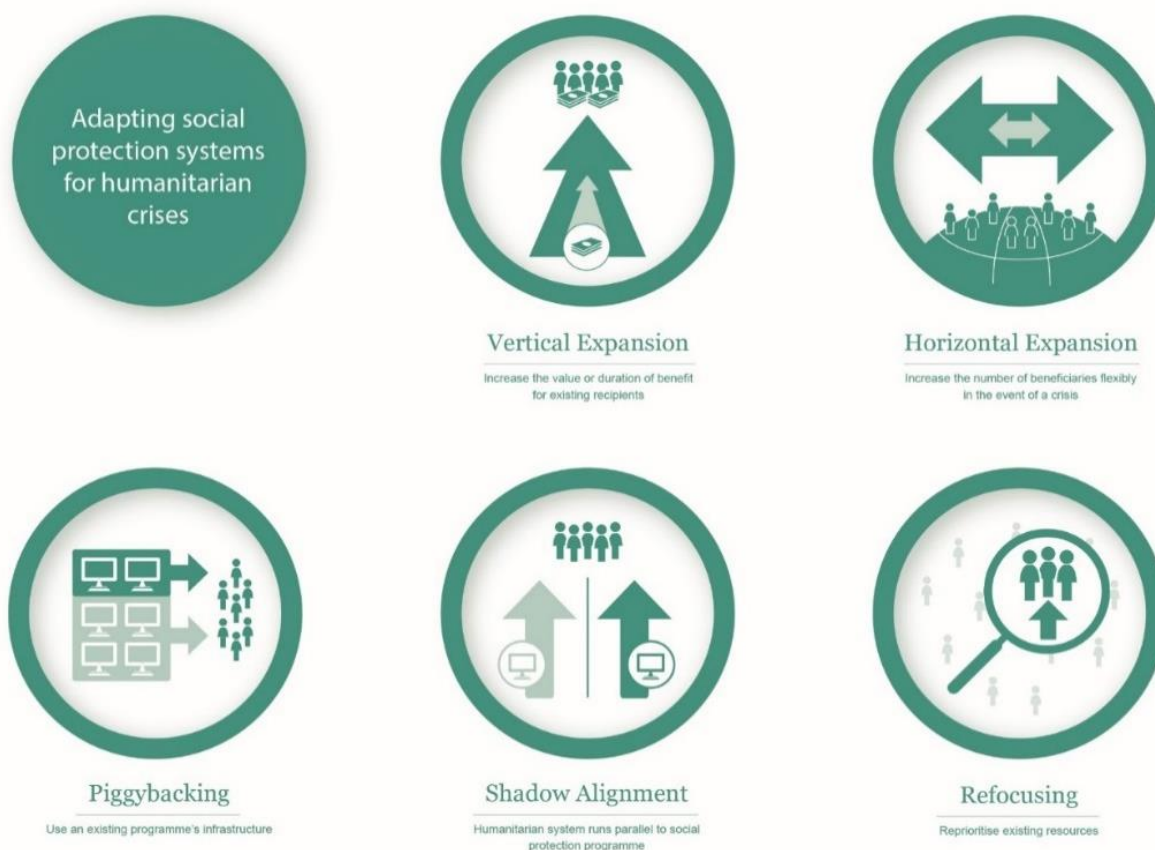 Adapting social
protection systems
for humanitarian
crises
Vertical Expansion
Increase the value or duration of benefit
for existing recipients
Horizontal Expansion
Increase the number of beneficiaries flexibly
in the event of a crisis
Piggybacking
Use an existing programme's infrastructure
Shadow Alignment
Humanitarian system runs parallel to social
protection programme
Refocusing
Reprioritise existing resources